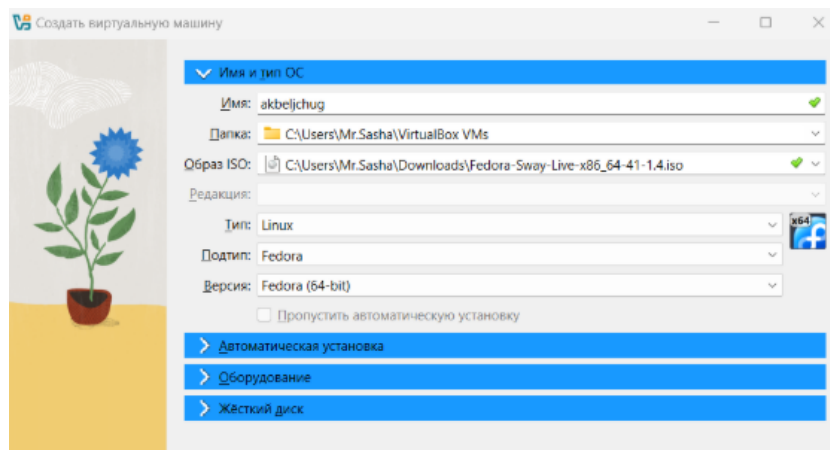 Создать виртуальную машину
Имя и тип ОС
Имя: akbeljchug
Папка: C:\Users\Mr.Sasha\VirtualBox VMs
Образ ISO: C:\Users\Mr.Sasha\Downloads\Fedora-Sway-Live-x86_64-41-1.4.iso
Редакция:
Тип: Linux
x64
Подтип: Fedora
Версия: Fedora (64-bit)
Пропустить автоматическую установку
Автоматическая установка
Оборудование
Жёсткий диск